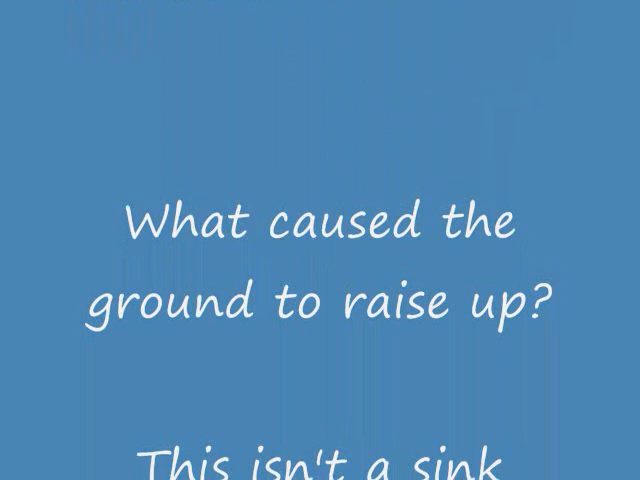 What caused the
ground to raise up?
This isn't a sink